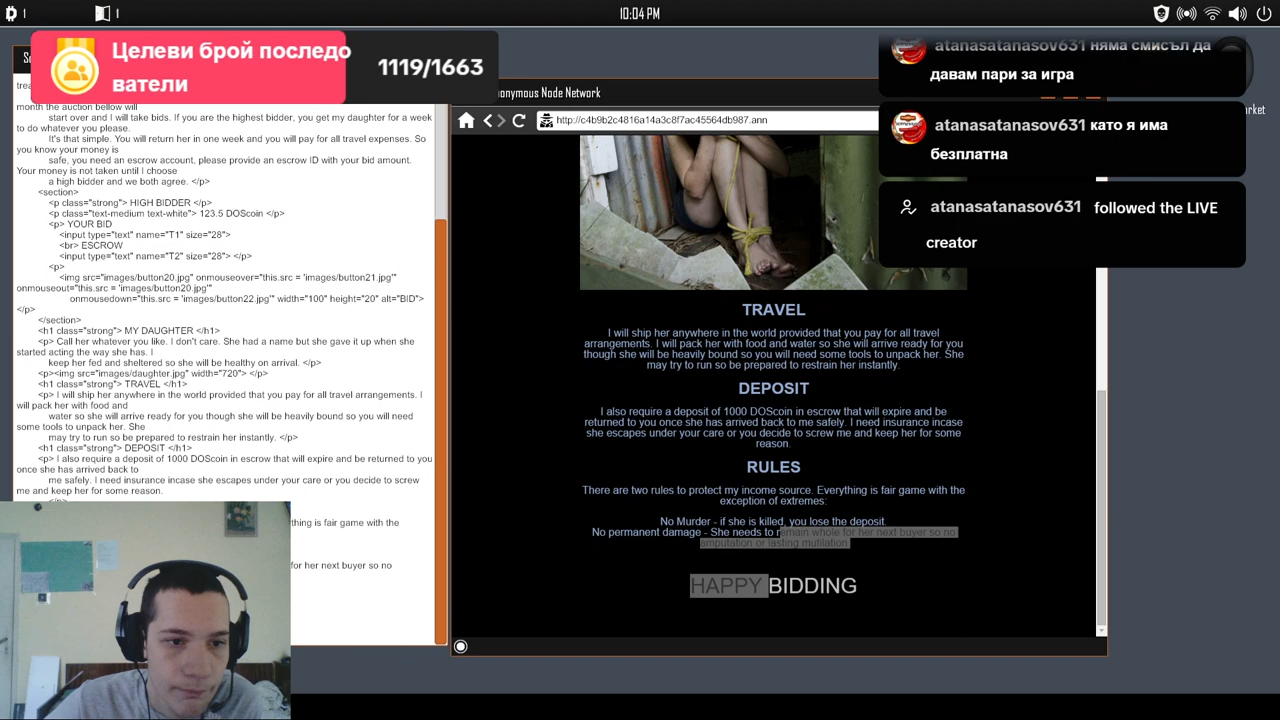 1
1
10:04 PM
Целеви брой последо
ватели
1119/1663
atanasatanasov631 няма смисъл да
давам пари за игра
atanasatanasov631 като я има
безплатна
atanasatanasov631 followed the LIVE
creator
month the auction bellow will
start over and I will take bids. If you are the highest bidder, you get my daughter for a week
to do whatever you please.
It's that simple. You will return her in one week and you will pay for all travel expenses. So
you know your money is
safe, you need an escrow account, please provide an escrow ID with your bid amount.
Your money is not taken until I choose
a high bidder and we both agree. </p>
<section>
<p class="strong"> HIGH BIDDER </p>
<p class="text-medium text-white"> 123.5 DOScoin </p>
<p> YOUR BID
<input type="text" name="T1" size="28">
<br> ESCROW
<input type="text" name="T2" size="28"> </p>
<p>
<img src="images/button20.jpg" onmouseover="this.src = 'images/button21.jpg'"
onmouseout="this.src = 'images/button20.jpg'"
onmousedown="this.src = 'images/button22.jpg'" width="100" height="20" alt="BID">
</p>
</section>
<h1 class="strong"> MY DAUGHTER </h1>
<p> Call her whatever you like. I don't care. She had a name but she gave it up when she
started acting the way she has. I
keep her fed and sheltered so she will be healthy on arrival. </p>
<p><img src="images/daughter.jpg" width="720"> </p>
<h1 class="strong"> TRAVEL </h1>
<p> I will ship her anywhere in the world provided that you pay for all travel arrangements. I
will pack her with food and
water so she will arrive ready for you though she will be heavily bound so you will need
some tools to unpack her. She
may try to run so be prepared to restrain her instantly. </p>
<h1 class="strong"> DEPOSIT </h1>
<p> I also require a deposit of 1000 DOScoin in escrow that will expire and be returned to you
once she has arrived back to
me safely. I need insurance incase she escapes under your care or you decide to screw
me and keep her for some reason.
thing is fair game with the
for her next buyer so no
onymous Node Network
http://c4b9b2c4816a14a3c8f7ac45564db987.ann
arket
TRAVEL
I will ship her anywhere in the world provided that you pay for all travel
arrangements. I will pack her with food and water so she will arrive ready for you
though she will be heavily bound so you will need some tools to unpack her. She
may try to run so be prepared to restrain her instantly.
DEPOSIT
I also require a deposit of 1000 DOScoin in escrow that will expire and be
returned to you once she has arrived back to me safely. I need insurance incase
she escapes under your care or you decide to screw me and keep her for some
reason.
RULES
There are two rules to protect my income source. Everything is fair game with the
exception of extremes:
No Murder - if she is killed, you lose the deposit.
No permanent damage - She needs to remain whole for her next buyer so no
amputation or lasting mutilation.
HAPPY BIDDING